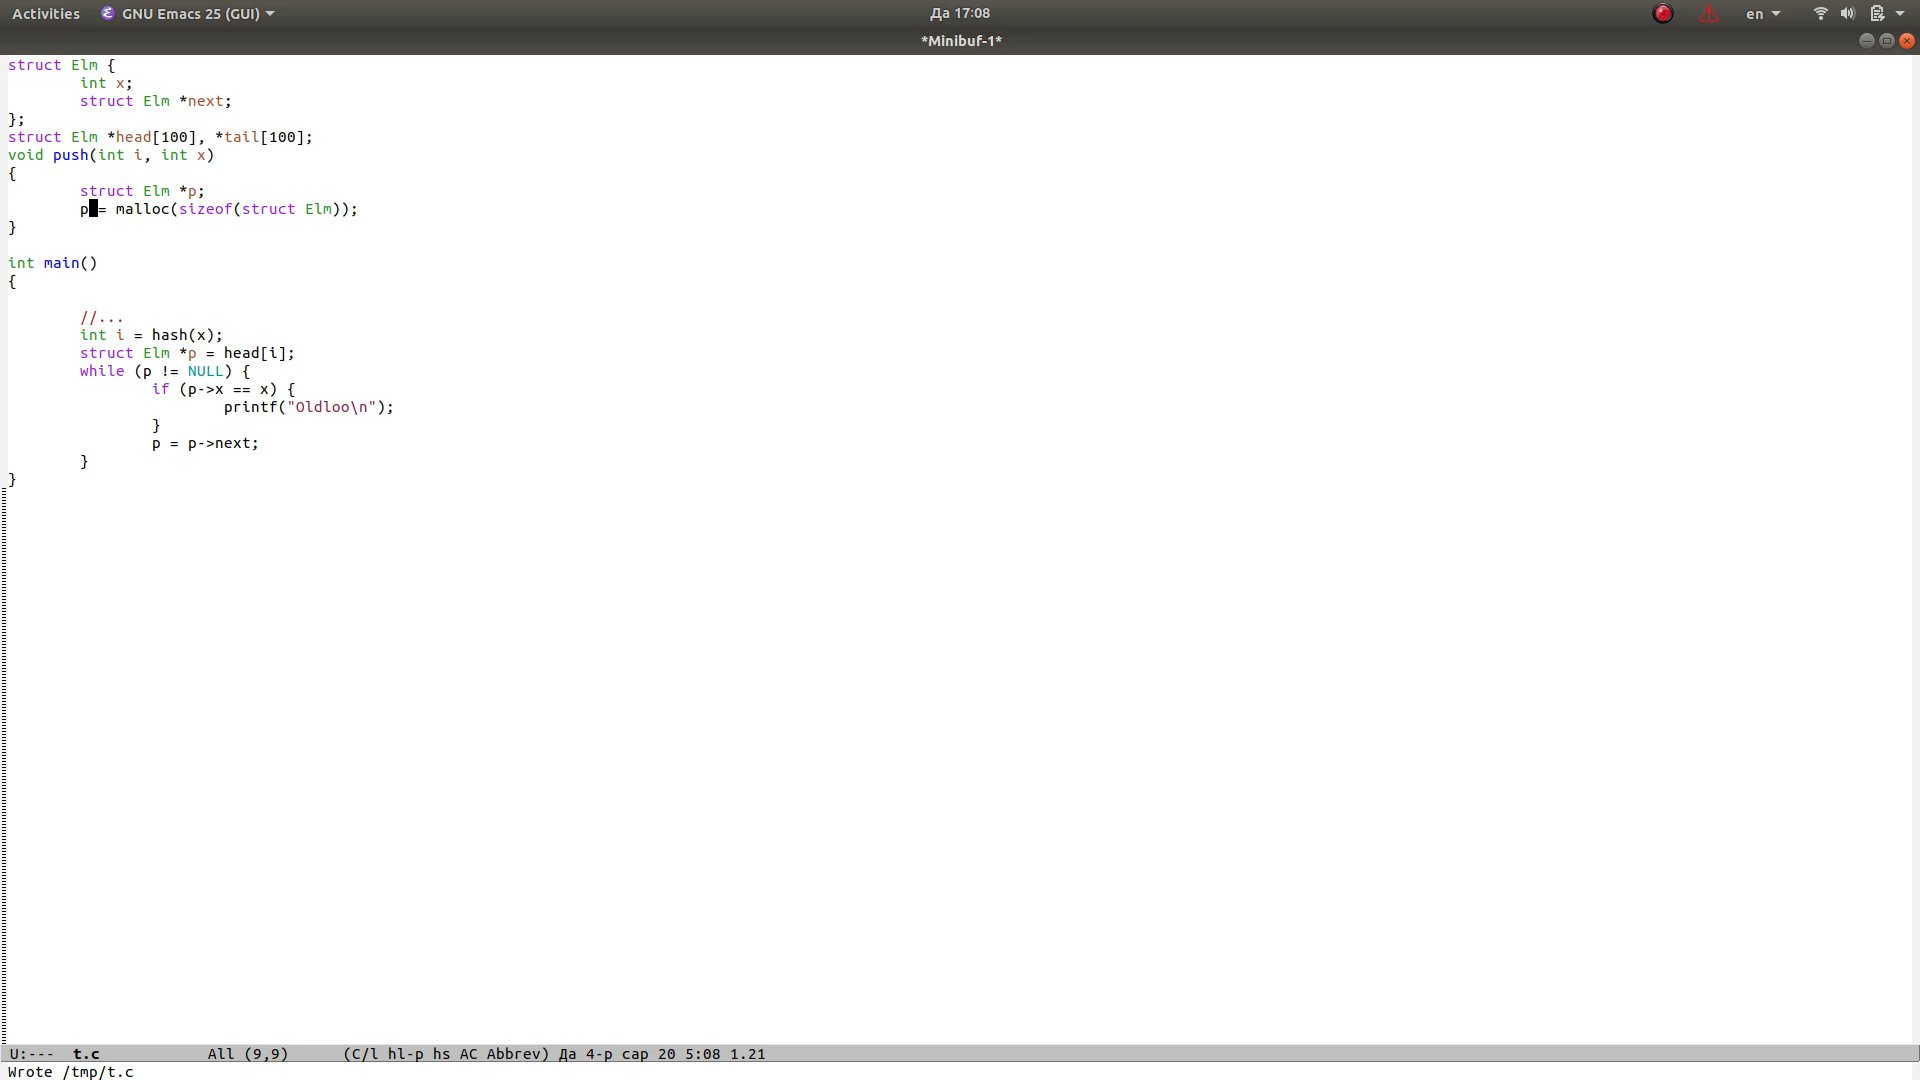 Activities GNU Emacs 25 (GUI) Да 17:08 en
*Minibuf-1*
struct Elm {
int x;
struct Elm *next;
};
struct Elm *head[100], *tail[100];
void push(int i, int x)
{
struct Elm *p;
p = malloc(sizeof(struct Elm));
}
int main()
{
//...
int i = hash(x);
struct Elm *p = head[i];
while (p != NULL) {
if (p->x == x) {
printf("Oldloo\n");
}
p = p->next;
}
}
U:--- t.c All (9,9) (C/l hl-p hs AC Abbrev) Да 4-р сар 20 5:08 1.21
Wrote /tmp/t.c